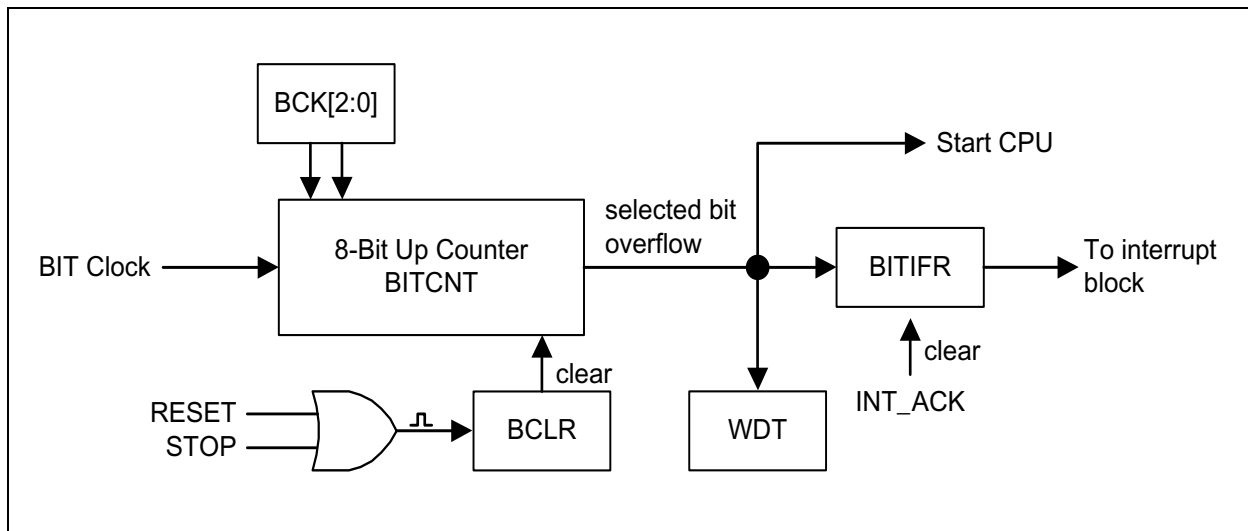 BCK[2:0]
Start CPU
selected bit
overflow
8-Bit Up Counter
BITCNT
BIT Clock
BITIFR
To interrupt
block
clear
clear
RESET
STOP
BCLR
WDT
INT_ACK